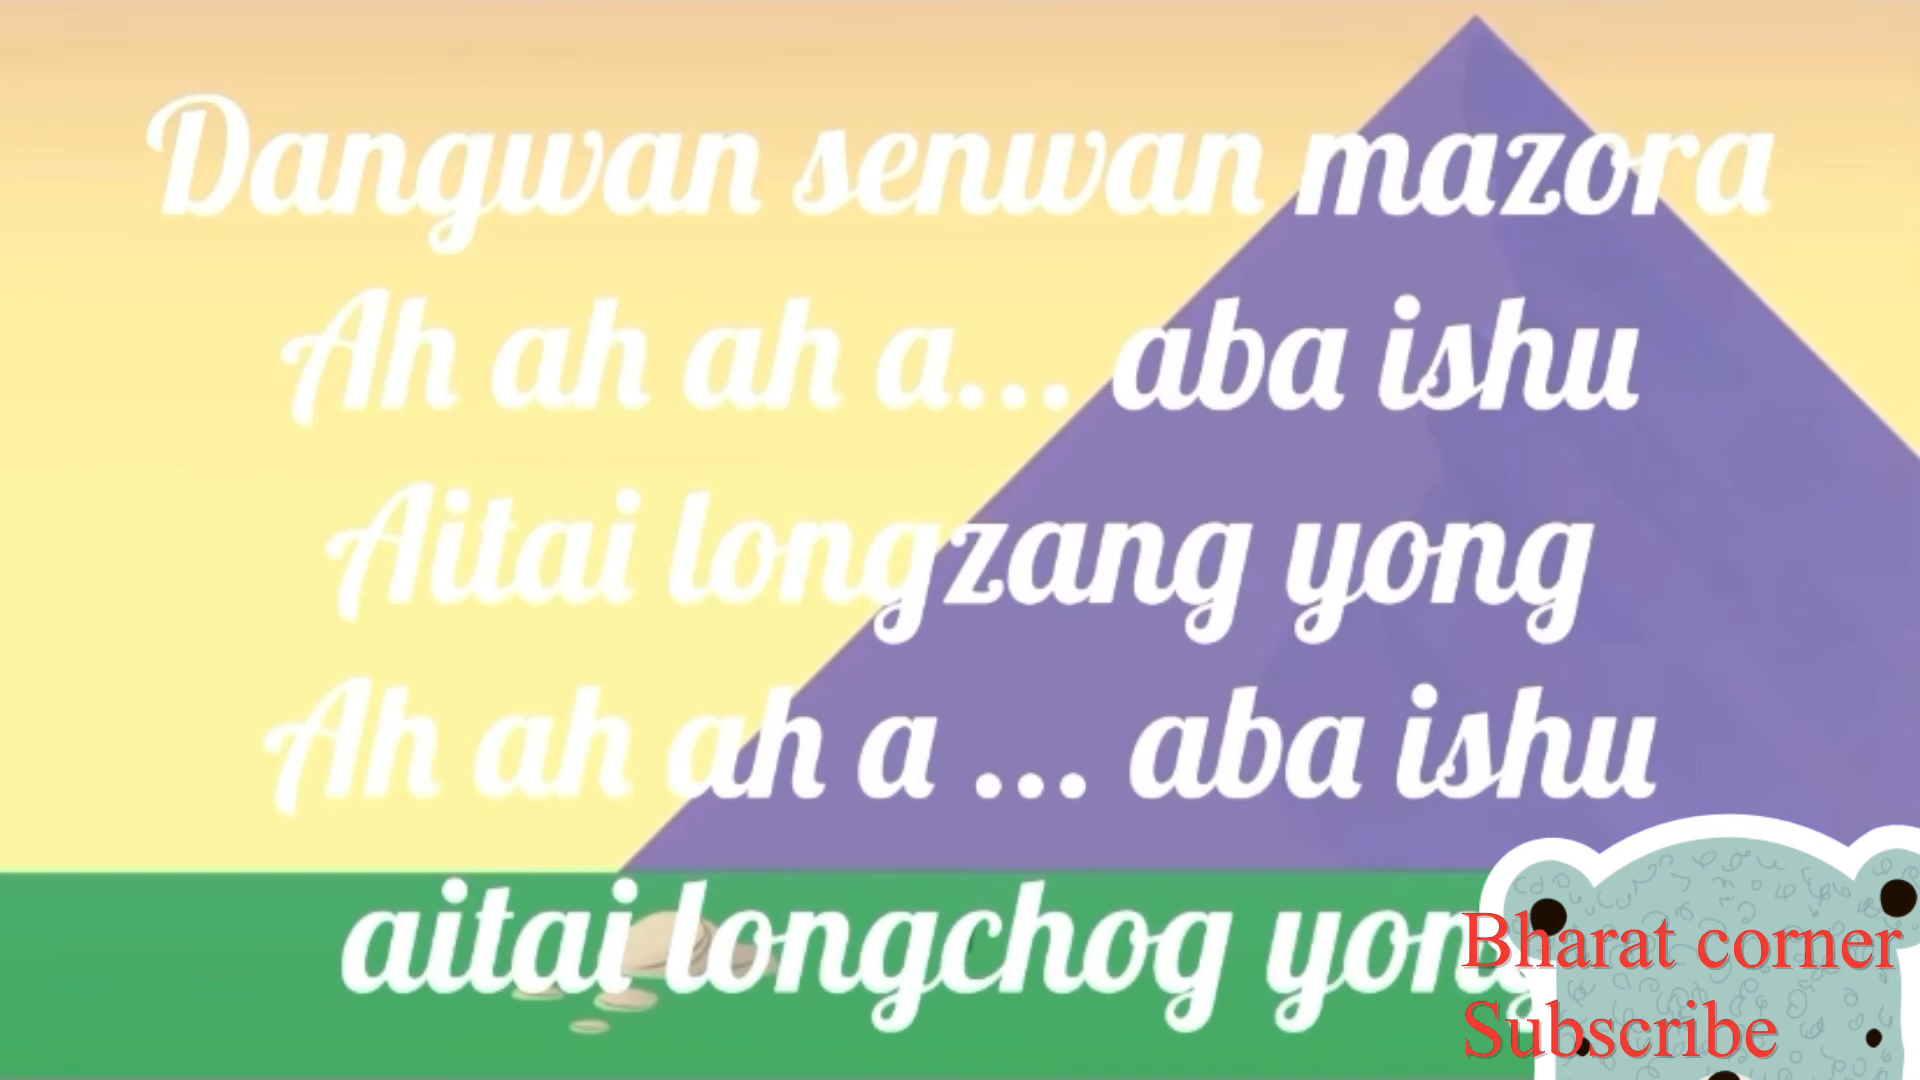 Dangwan senwan mazora
Ah ah ah a... aba ishu
Aitai longzang yong
Ah ah ah a ... aba ishu
aitai longchog yong
Bharat corner
Subscribe